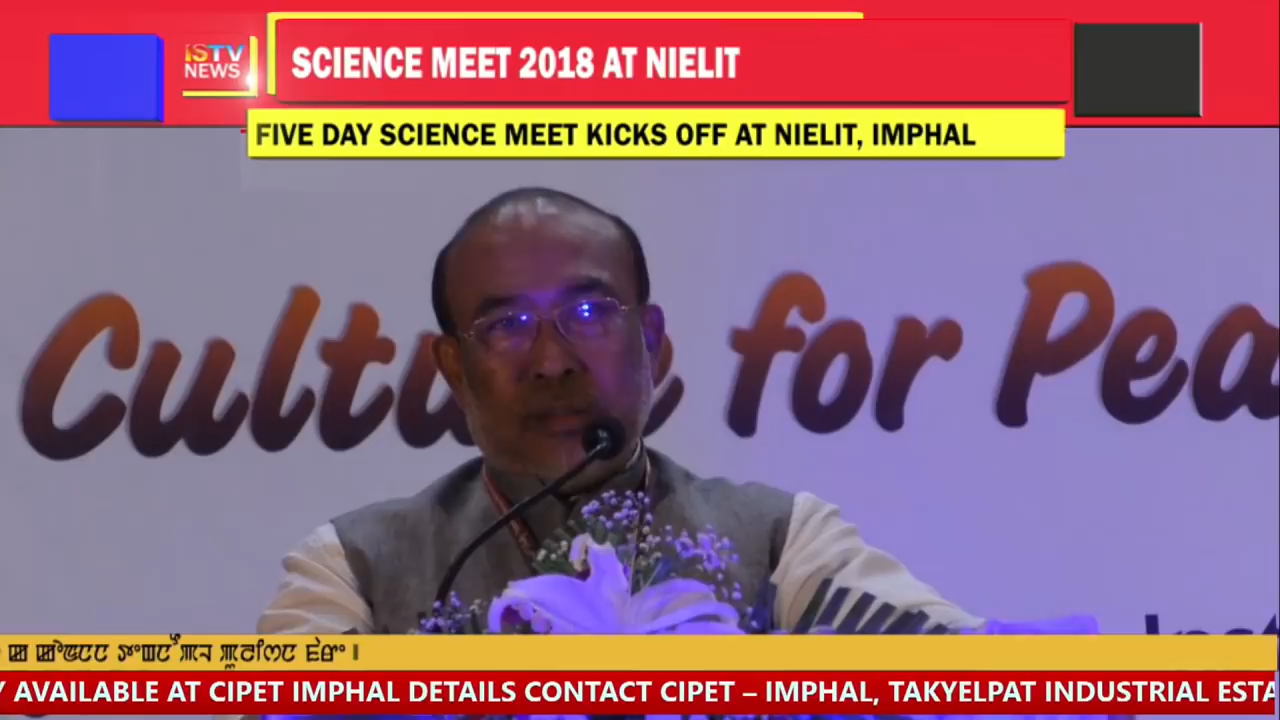 ISTV
NEWS
SCIENCE MEET 2018 AT NIELIT
FIVE DAY SCIENCE MEET KICKS OFF AT NIELIT, IMPHAL
Cultu e for Pea
AVAILABLE AT CIPET IMPHAL DETAILS CONTACT CIPET – IMPHAL, TAKYELPAT INDUSTRIAL ESTA